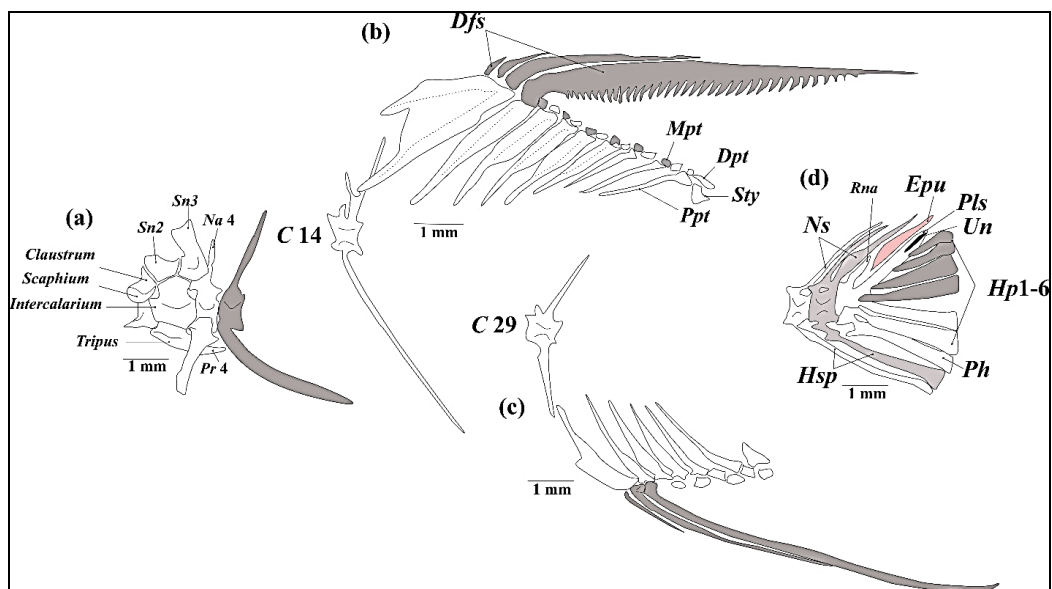 (a)
Sn3
Sn2
Na 4
Claustrum
Scaphium
Intercalarium
Tripus
1 mm
Pr 4
(b)
Dfs
Mpt
Dpt
Sty
Ppt
1 mm
C 14
C 29
(c)
1 mm
(d)
Rna
Epu
Pls
Ns
Un
Hp1-6
Ph
Hsp
1 mm